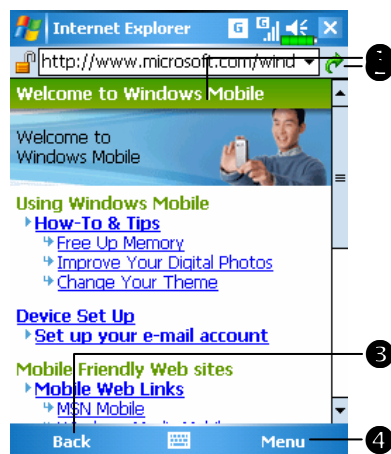 Internet Explorer G G
http://www.microsoft.com/wind
Welcome to Windows Mobile
Welcome to
Windows Mobile
Using Windows Mobile
How-To & Tips
Free Up Memory
Improve Your Digital Photos
Change Your Theme
Device Set Up
Set up your e-mail account
3
Mobile Friendly Web sites
Mobile Web Links
MSN Mobile
Back Menu 4